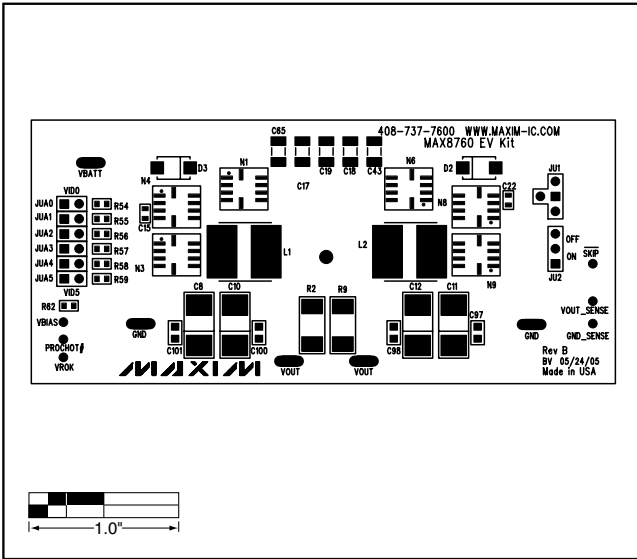 408-737-7600 WWW.MAXIM-IC.COM
MAX8760 EV Kit
C65
C17
C19
C18
C43
VBATT
D3
N4
N1
N6
D2
N8
C22
JU1
VID0
JUA0
R54
JUA1
R55
JUA2
R56
JUA3
R57
JUA4
R58
JUA5
R59
VID5
C15
N3
L1
L2
N9
OFF
ON
JU2
SKIP
R62
VBIAS
PROCHOT#
VROK
GND
C8
C10
R2
R9
C12
C11
C97
C101
C100
C98
VOUT
VOUT
GND
VOUT_SENSE
GND_SENSE
MAXIM
Rev B
BV 05/24/05
Made in USA
1.0"